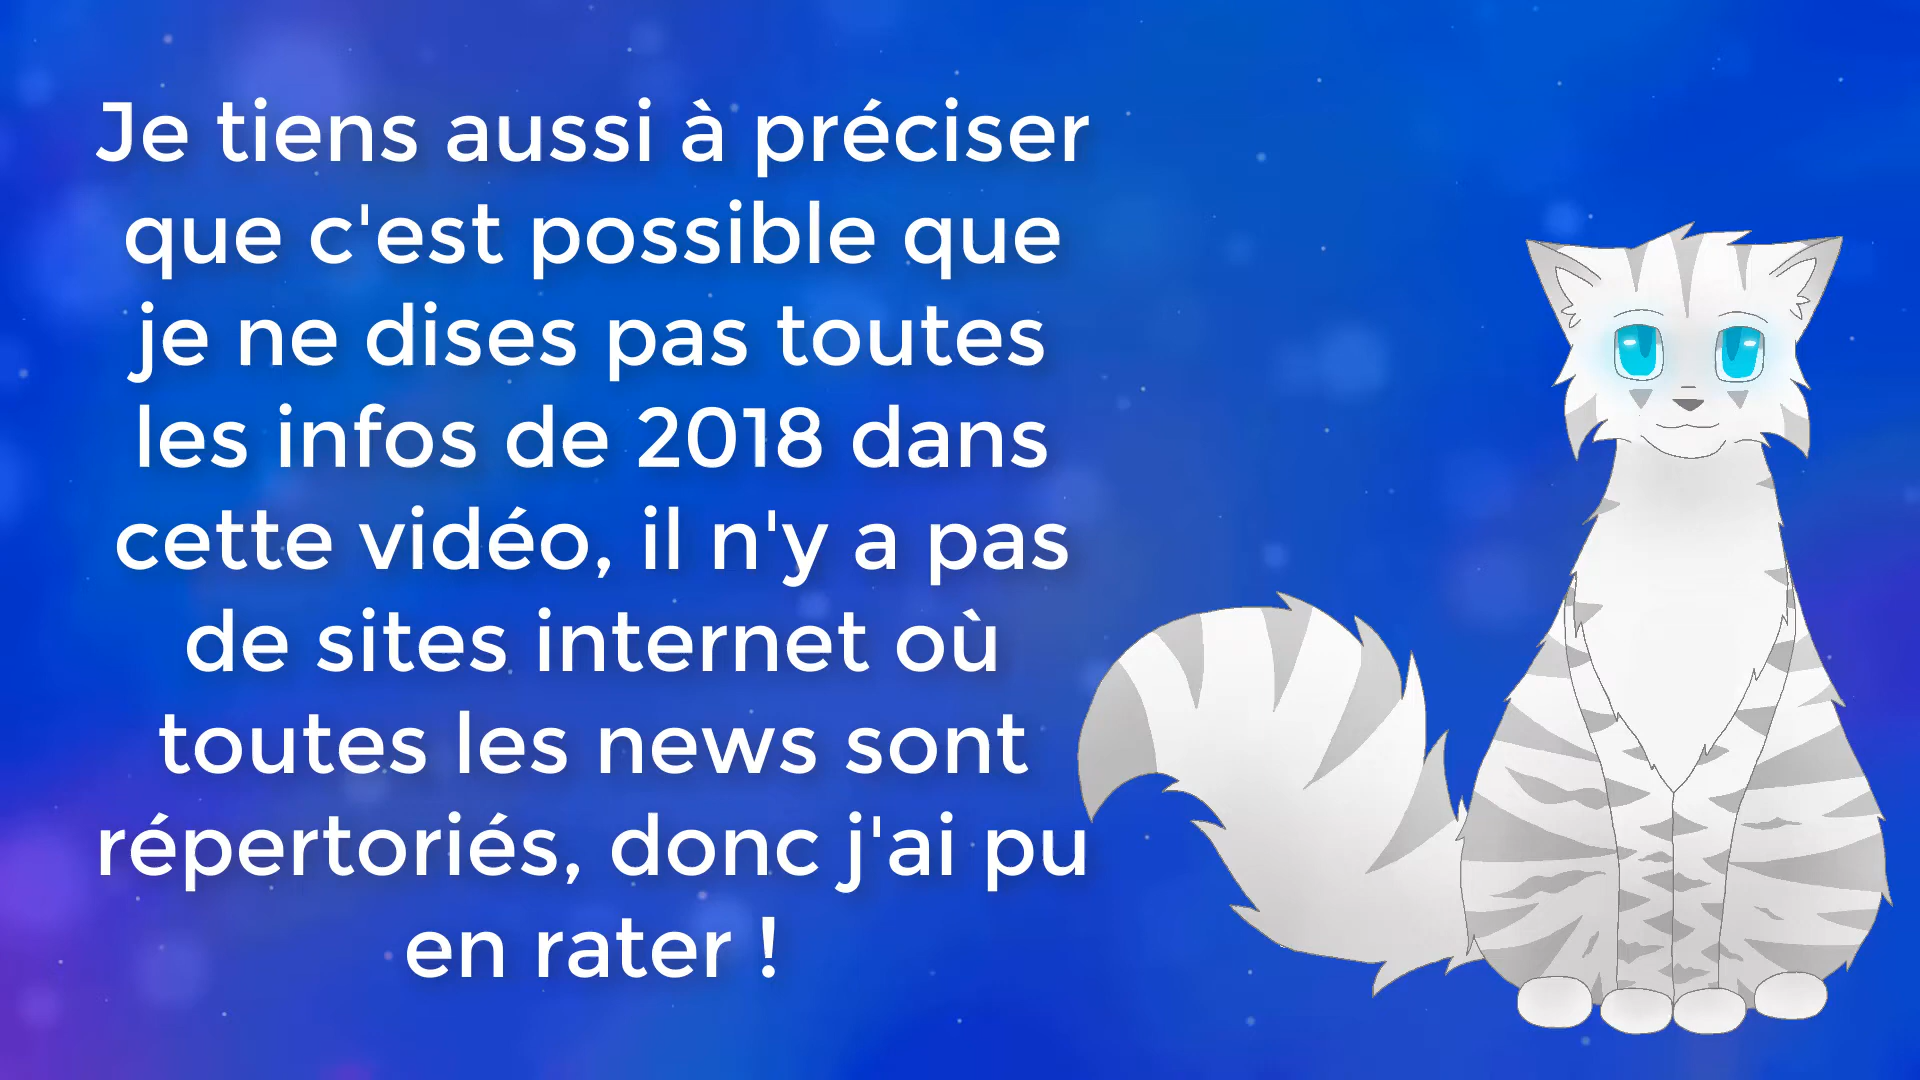 Je tiens aussi à préciser
que c'est possible que
je ne dises pas toutes
les infos de 2018 dans
cette vidéo, il n'y a pas
de sites internet où
toutes les news sont
répertoriés, donc j'ai pu
en rater !